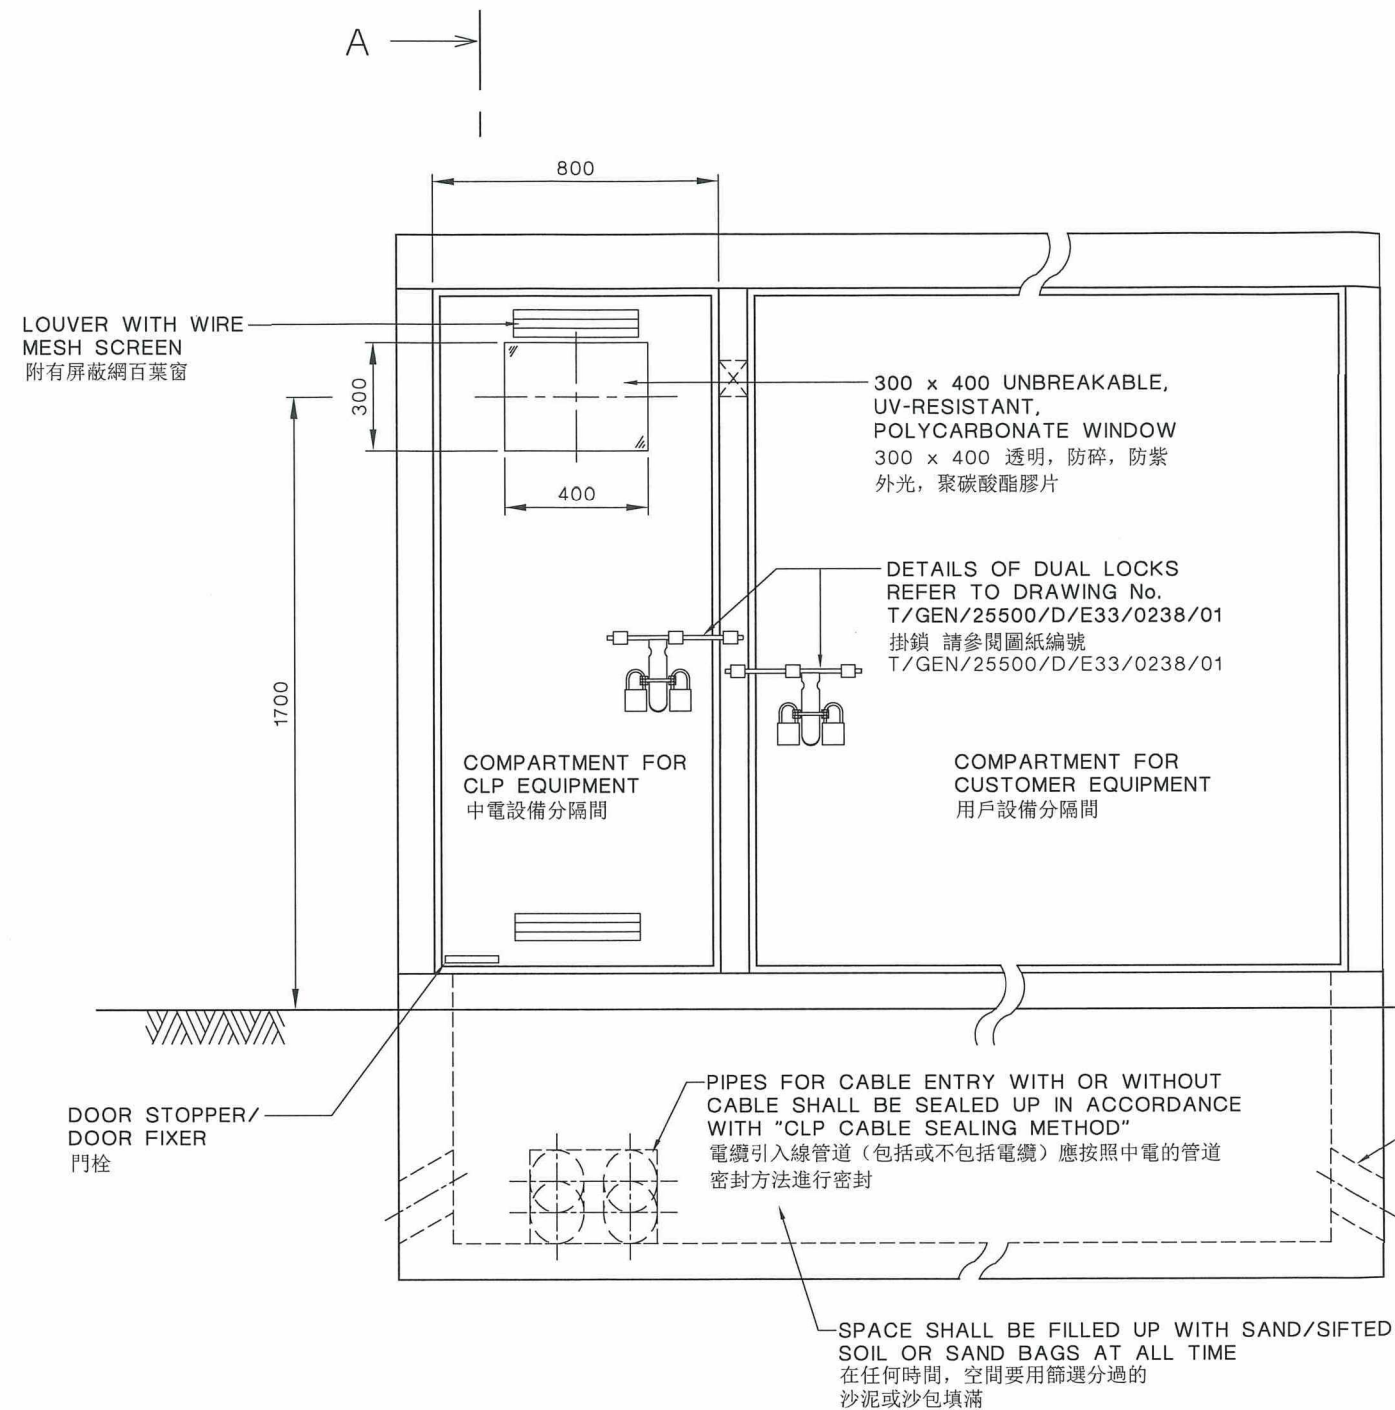 A
800
LOUVER WITH WIRE
MESH SCREEN
附有屏蔽網百葉窗
300
400
1700
300 x 400 UNBREAKABLE,
UV-RESISTANT,
POLYCARBONATE WINDOW
300 x 400 透明，防碎，防紫
外光，聚碳酸酯膠片
DETAILS OF DUAL LOCKS
REFER TO DRAWING No.
T/GEN/25500/D/E33/0238/01
掛鎖 請參閱圖紙編號
T/GEN/25500/D/E33/0238/01
COMPARTMENT FOR
CLP EQUIPMENT
中電設備分隔間
COMPARTMENT FOR
CUSTOMER EQUIPMENT
用戶設備分隔間
DOOR STOPPER/
DOOR FIXER
門栓
PIPES FOR CABLE ENTRY WITH OR WITHOUT
CABLE SHALL BE SEALED UP IN ACCORDANCE
WITH "CLP CABLE SEALING METHOD"
電纜引入線管道（包括或不包括電纜）應按照中電的管道
密封方法進行密封
SPACE SHALL BE FILLED UP WITH SAND/SIFTED
SOIL OR SAND BAGS AT ALL TIME
在任何時間，空間要用篩選分過的
沙泥或沙包填滿